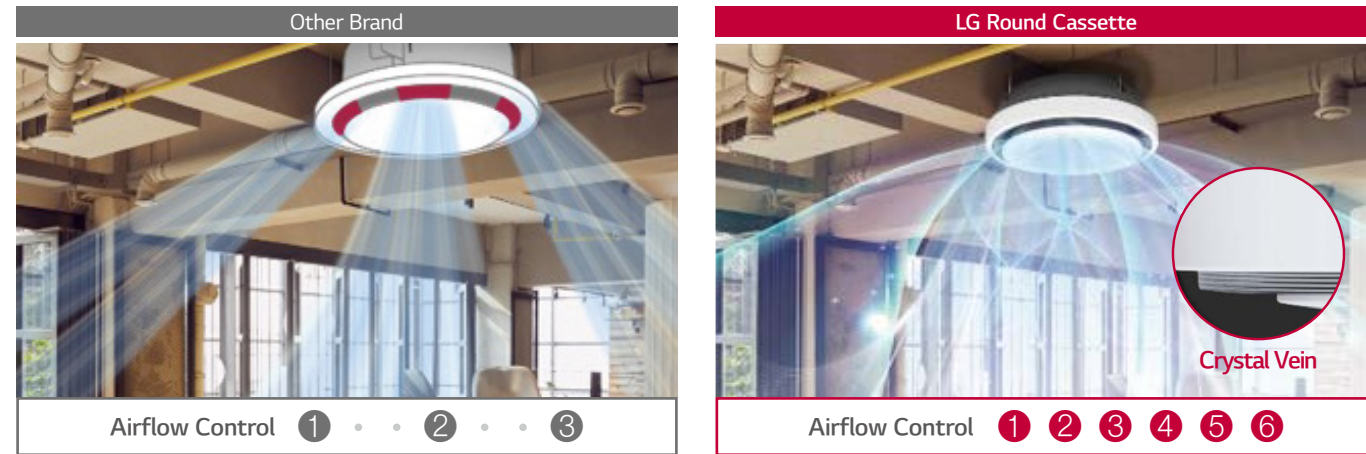 Other Brand
Airflow Control 1 2 3
LG Round Cassette
Crystal Vein
Airflow Control 1 2 3 4 5 6